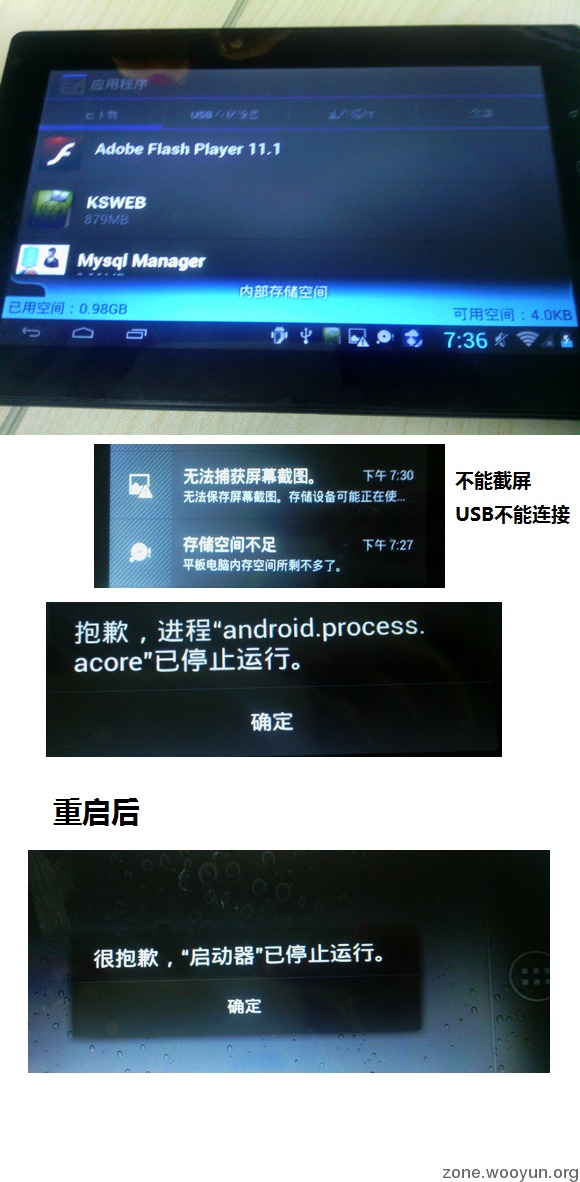 应用程序
Adobe Flash Player 11.1
KSWEB
879MB
Mysql Manager
内部存储空间
已用空间：0.98GB
可用空间：4.0KB
7:36
无法捕获屏幕截图。
下午 7:30
无法保存屏幕截图。存储设备可能正在使...
存储空间不足
下午 7:27
平板电脑内存空间所剩不多了。
不能截屏
USB不能连接
抱歉，进程“android.process.
acore”已停止运行。
确定
重启后
很抱歉，“启动器”已停止运行。
确定
zone.wooyun.org